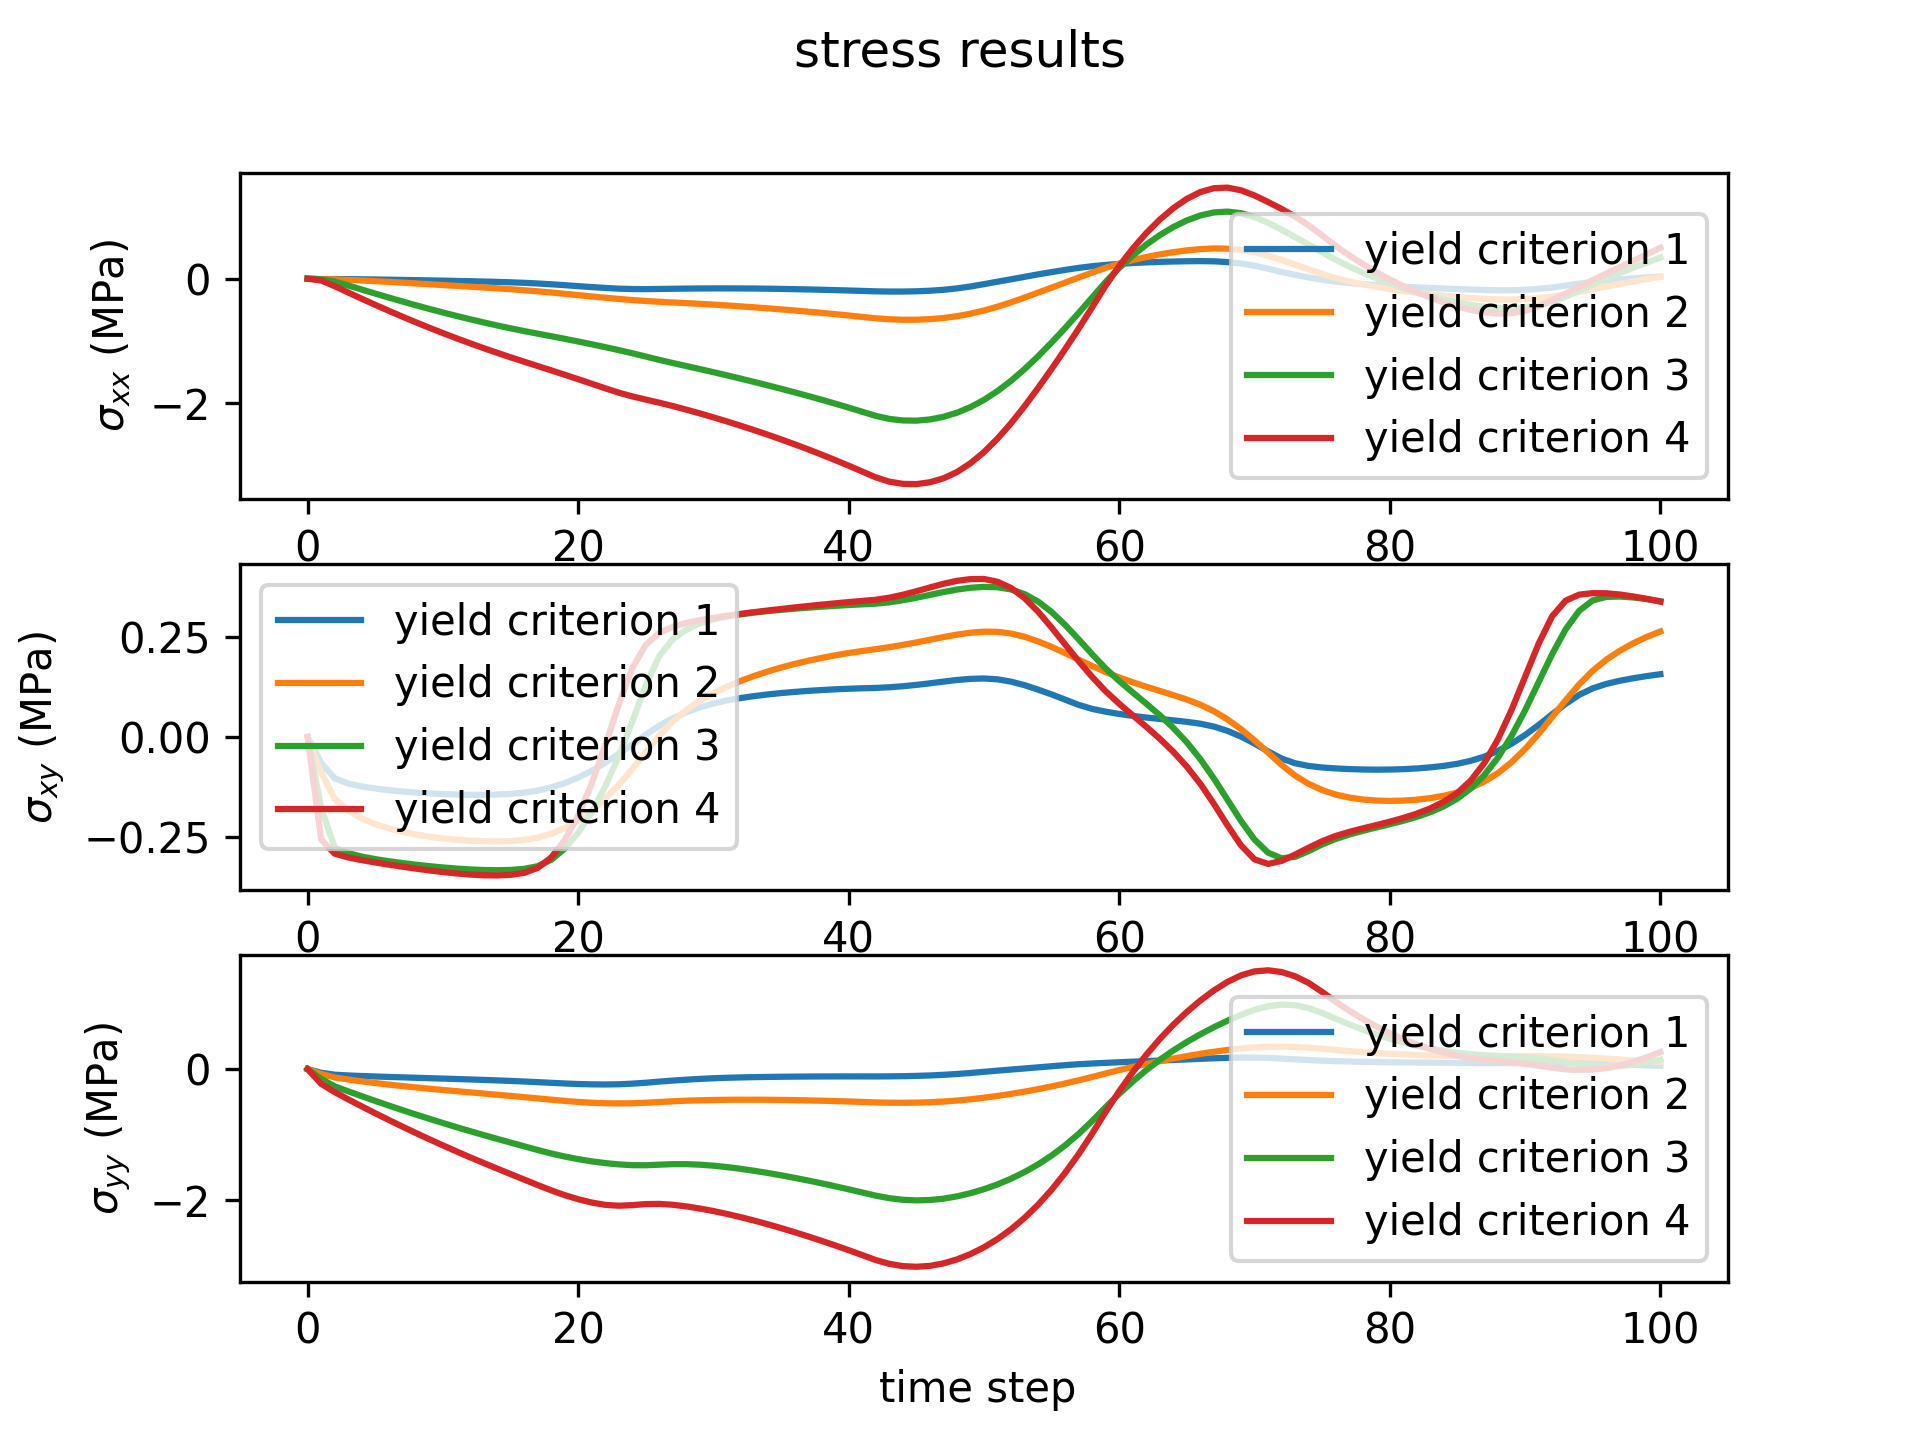 stress results
σxx (MPa)
0
−2
yield criterion 1
yield criterion 2
yield criterion 3
yield criterion 4
0 20 40 60 80 100
σxy (MPa)
0.25
0.00
−0.25
yield criterion 1
yield criterion 2
yield criterion 3
yield criterion 4
0 20 40 60 80 100
σyy (MPa)
0
−2
yield criterion 1
yield criterion 2
yield criterion 3
yield criterion 4
0 20 40 60 80 100
time step